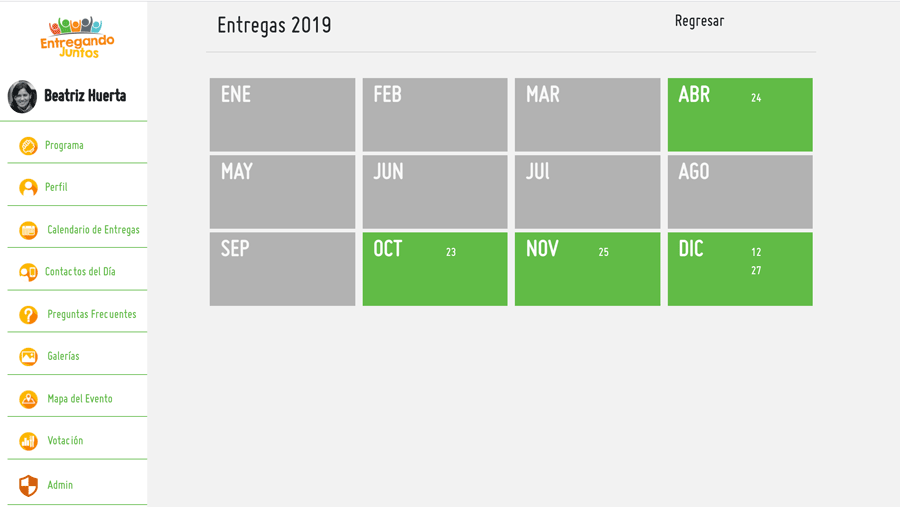 Entregando
Juntos
Beatriz Huerta
Programa
Perfil
Calendario de Entregas
Contactos del Día
Preguntas Frecuentes
Galerías
Mapa del Evento
Votación
Admin
Entregas 2019
Regresar
ENE
FEB
MAR
ABR 24
MAY
JUN
JUl
AGO
SEP
OCT 23
NOV 25
DIC 12
27